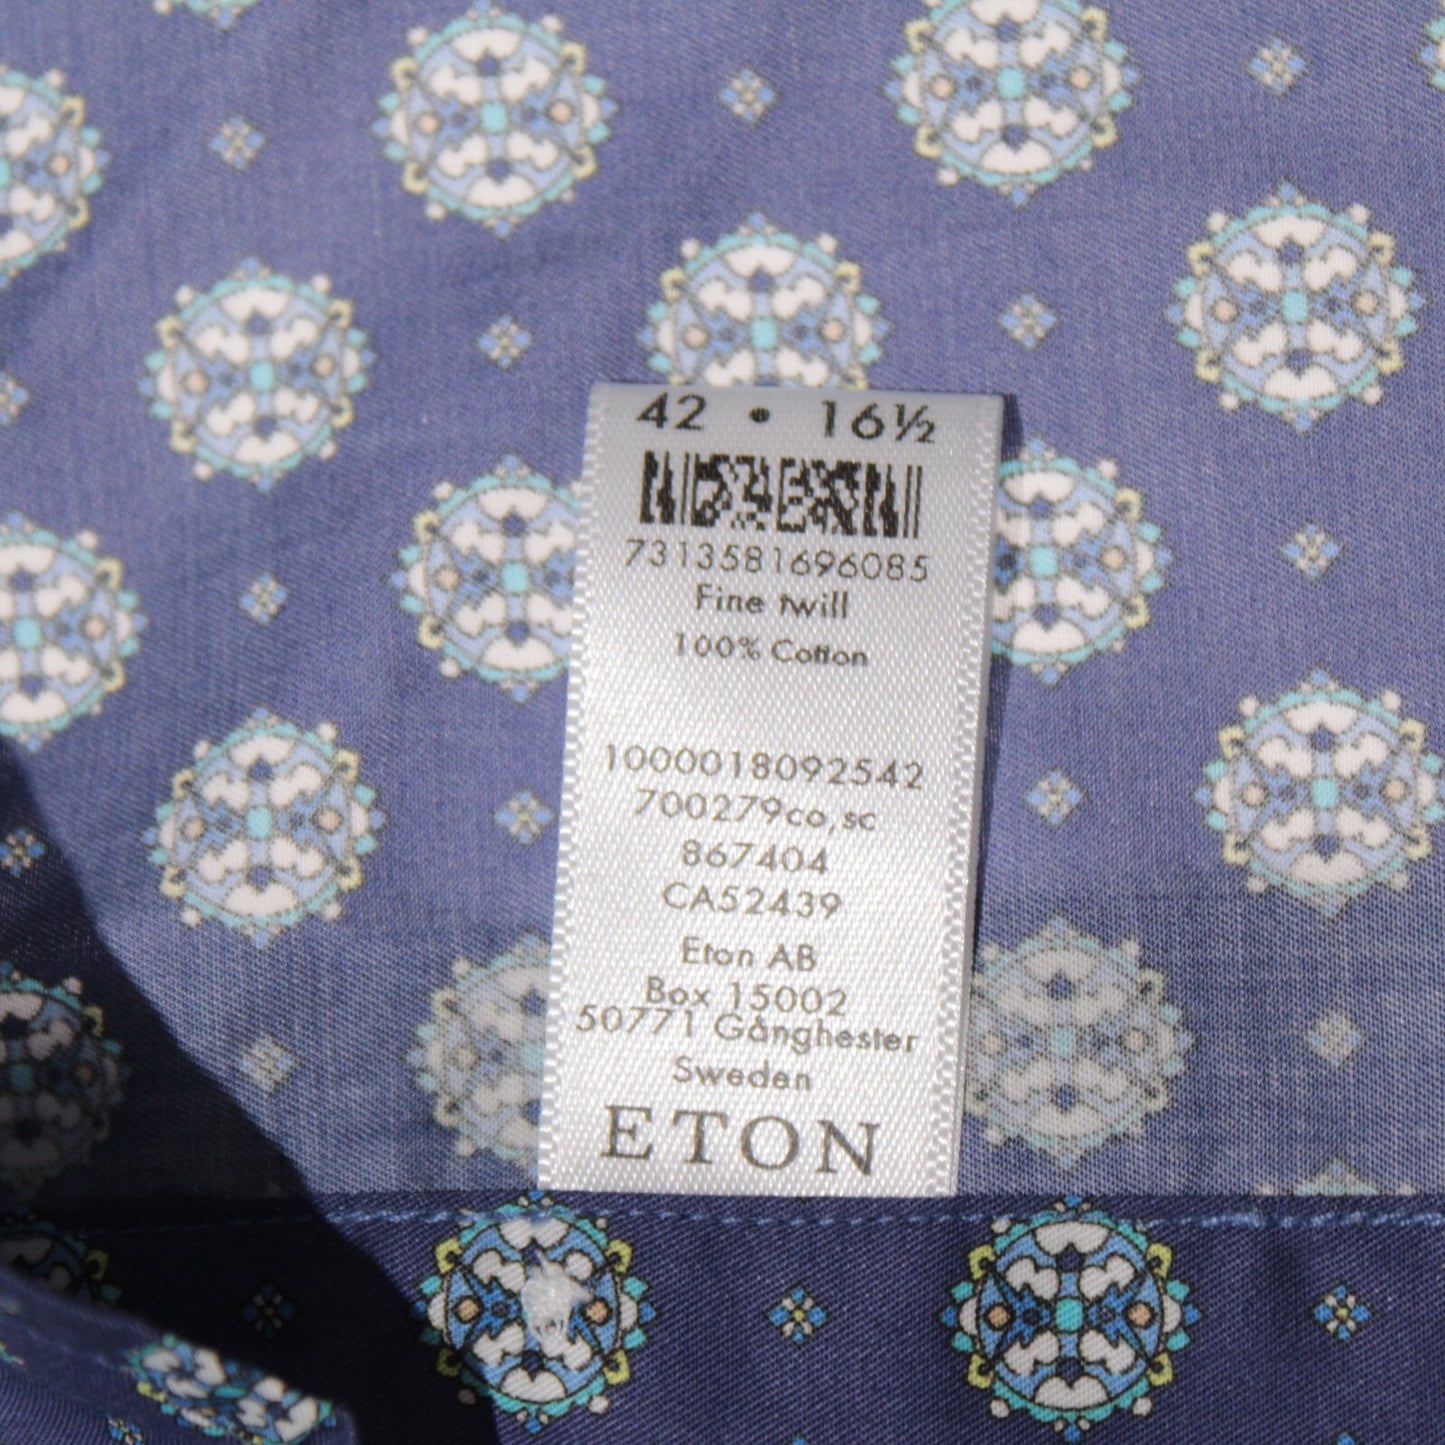 42 • 16½
7313581696085
Fine twill
100% Cotton
1000018092542
700279co,sc
867404
CA52439
Eton AB
Box 15002
50771 Gånghester
Sweden
ETON